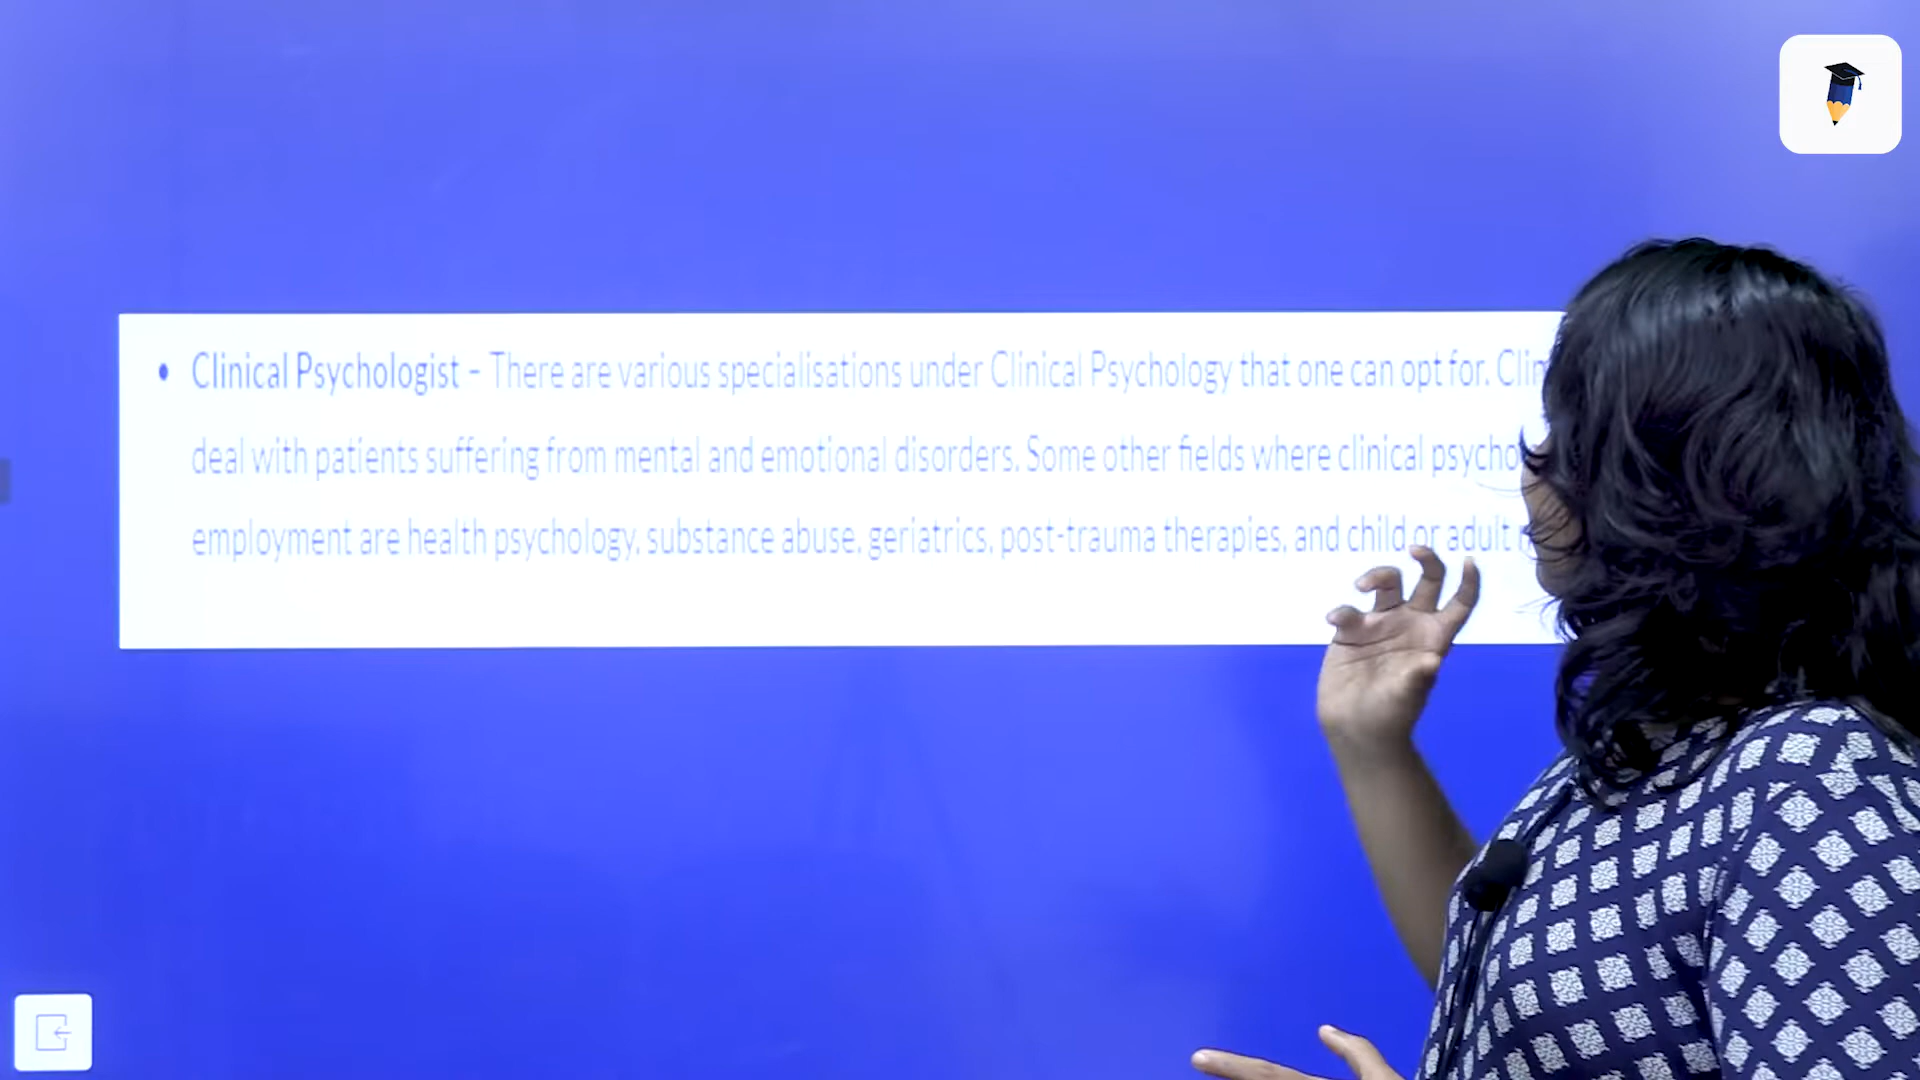 • Clinical Psychologist – There are various specialisations under Clinical Psychology that one can opt for.
deal with patients suffering from mental and emotional disorders. Some other fields where clinical
employment are health psychology, substance abuse, geriatrics, post-trauma therapies, and child or adult